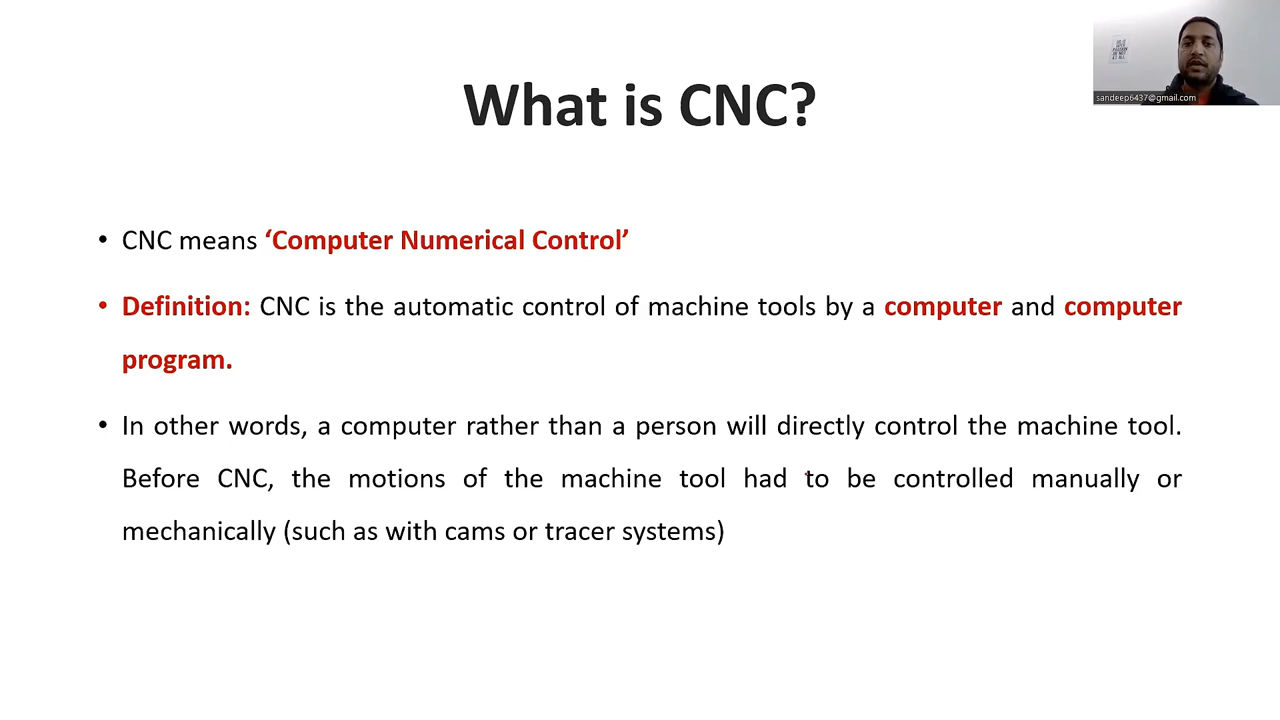 What is CNC?
• CNC means ‘Computer Numerical Control’
• Definition: CNC is the automatic control of machine tools by a computer and computer
program.
• In other words, a computer rather than a person will directly control the machine tool.
Before CNC, the motions of the machine tool had to be controlled manually or
mechanically (such as with cams or tracer systems)
sandeep6437@gmail.com